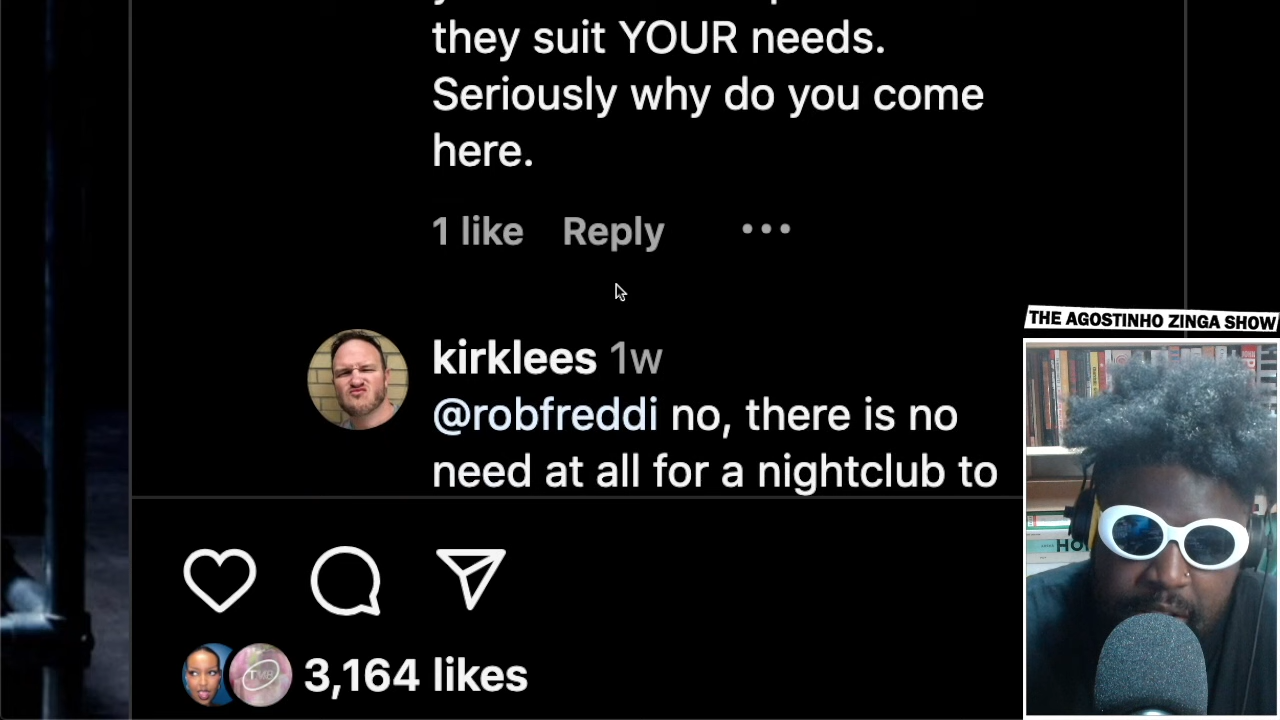 they suit YOUR needs.
Seriously why do you come
here.
1 like Reply
kirklees 1w
@robfreddi no, there is no
need at all for a nightclub to
3,164 likes
THE AGOSTINHO ZINGA SHOW
HO